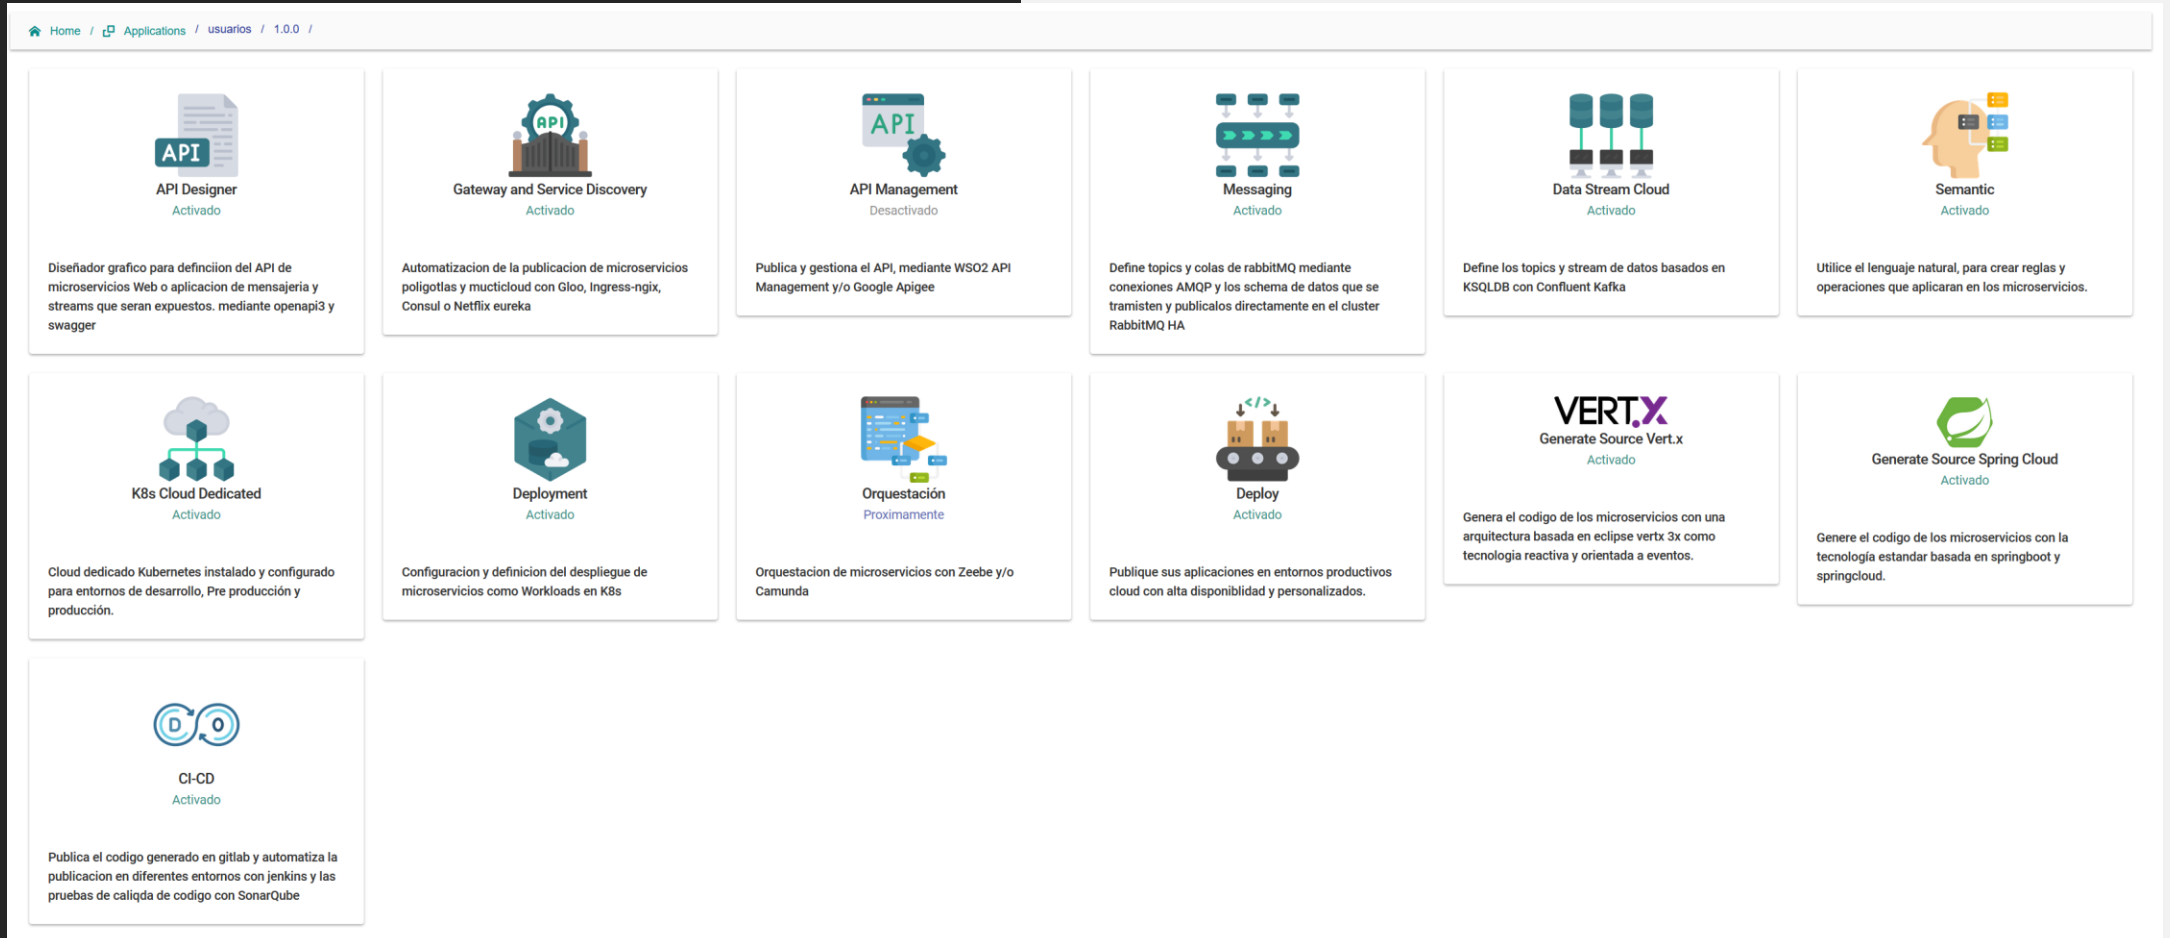 Home / Applications / usuarios / 1.0.0 /
API
API Designer
Activado
Diseñador grafico para definciion del API de
microservicios Web o aplicacion de mensajeria y
streams que seran expuestos. mediante openapi3 y
swagger
API
Gateway and Service Discovery
Activado
Automatizacion de la publicacion de microservicios
poligotlas y mucticloud con Gloo, Ingress-ngix,
Consul o Netflix eureka
API
API Management
Desactivado
Publica y gestiona el API, mediante WSO2 API
Management y/o Google Apigee
Messaging
Activado
Define topics y colas de rabbitMQ mediante
conexiones AMQP y los schema de datos que se
tramisten y publicalos directamente en el cluster
RabbitMQ HA
Data Stream Cloud
Activado
Define los topics y stream de datos basados en
KSQLDB con Confluent Kafka
Semantic
Activado
Utilice el lenguaje natural, para crear reglas y
operaciones que aplicaran en los microservicios.
K8s Cloud Dedicated
Activado
Cloud dedicado Kubernetes instalado y configurado
para entornos de desarrollo, Pre producción y
producción.
Deployment
Activado
Configuracion y definicion del despliegue de
microservicios como Workloads en K8s
Orquestación
Proximamente
Orquestacion de microservicios con Zeebe y/o
Camunda
</>
Deploy
Activado
Publique sus aplicaciones en entornos productivos
cloud con alta disponiblidad y personalizados.
VERT.X
Generate Source Vert.x
Activado
Genera el codigo de los microservicios con una
arquitectura basada en eclipse vertx 3x como
tecnologia reactiva y orientada a eventos.
Generate Source Spring Cloud
Activado
Genere el codigo de los microservicios con la
tecnología estandar basada en springboot y
springcloud.
D O
CI-CD
Activado
Publica el codigo generado en gitlab y automatiza la
publicacion en diferentes entornos con jenkins y las
pruebas de caliqda de codigo con SonarQube